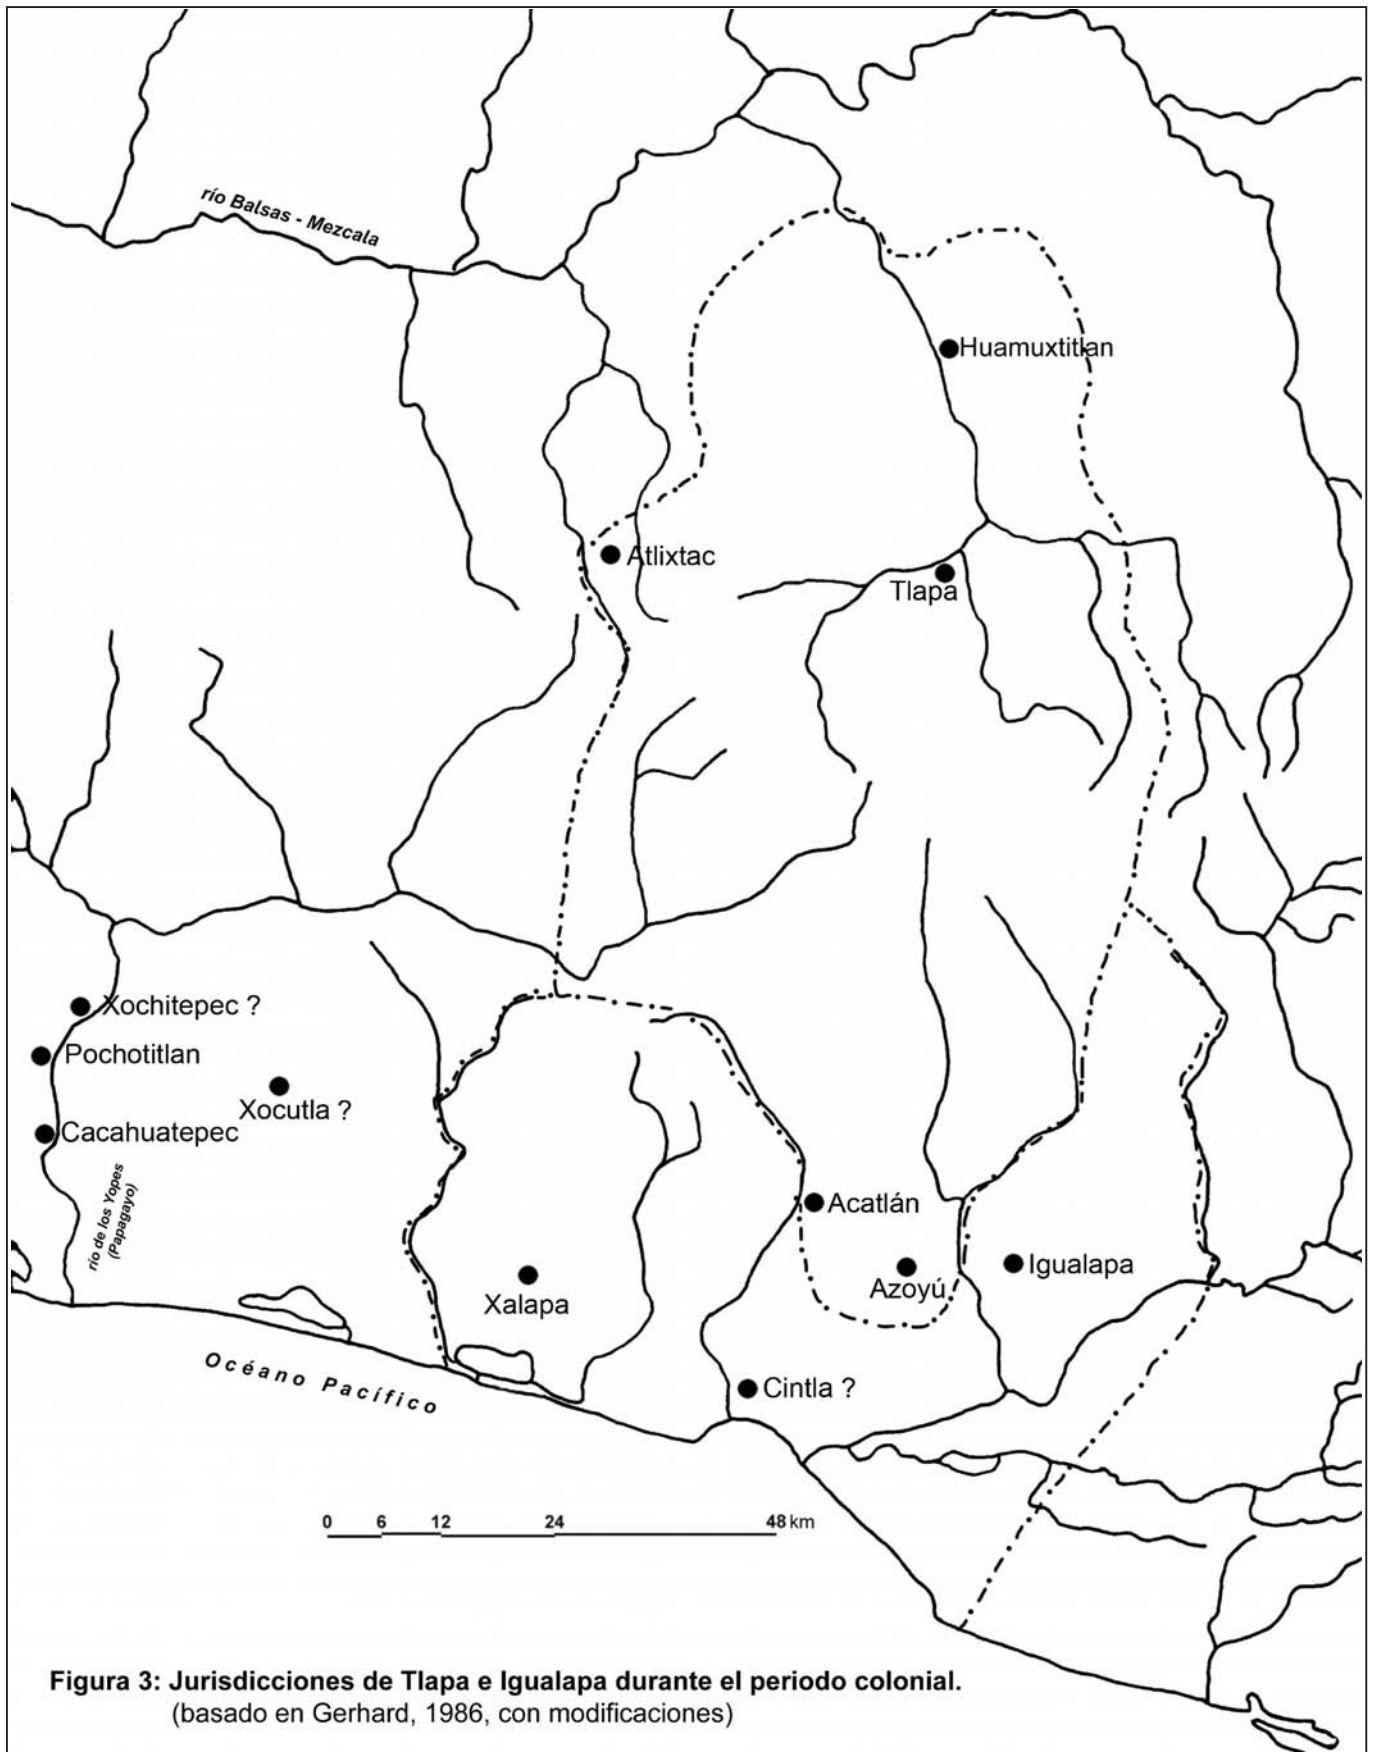 río Balsas - Mezcala
Huamuxtitlan
Atlixtac
Tlapa
Xochitepec ?
Pochotitlan
Xocutla ?
Cacahuatepec
río de los Yopes
(Papagayo)
Acatlán
Azoyú
Igualapa
Xalapa
Océano Pacífico
Cintla ?
0 6 12 24 48 km
Figura 3: Jurisdicciones de Tlapa e Igualapa durante el periodo colonial.
(basado en Gerhard, 1986, con modificaciones)